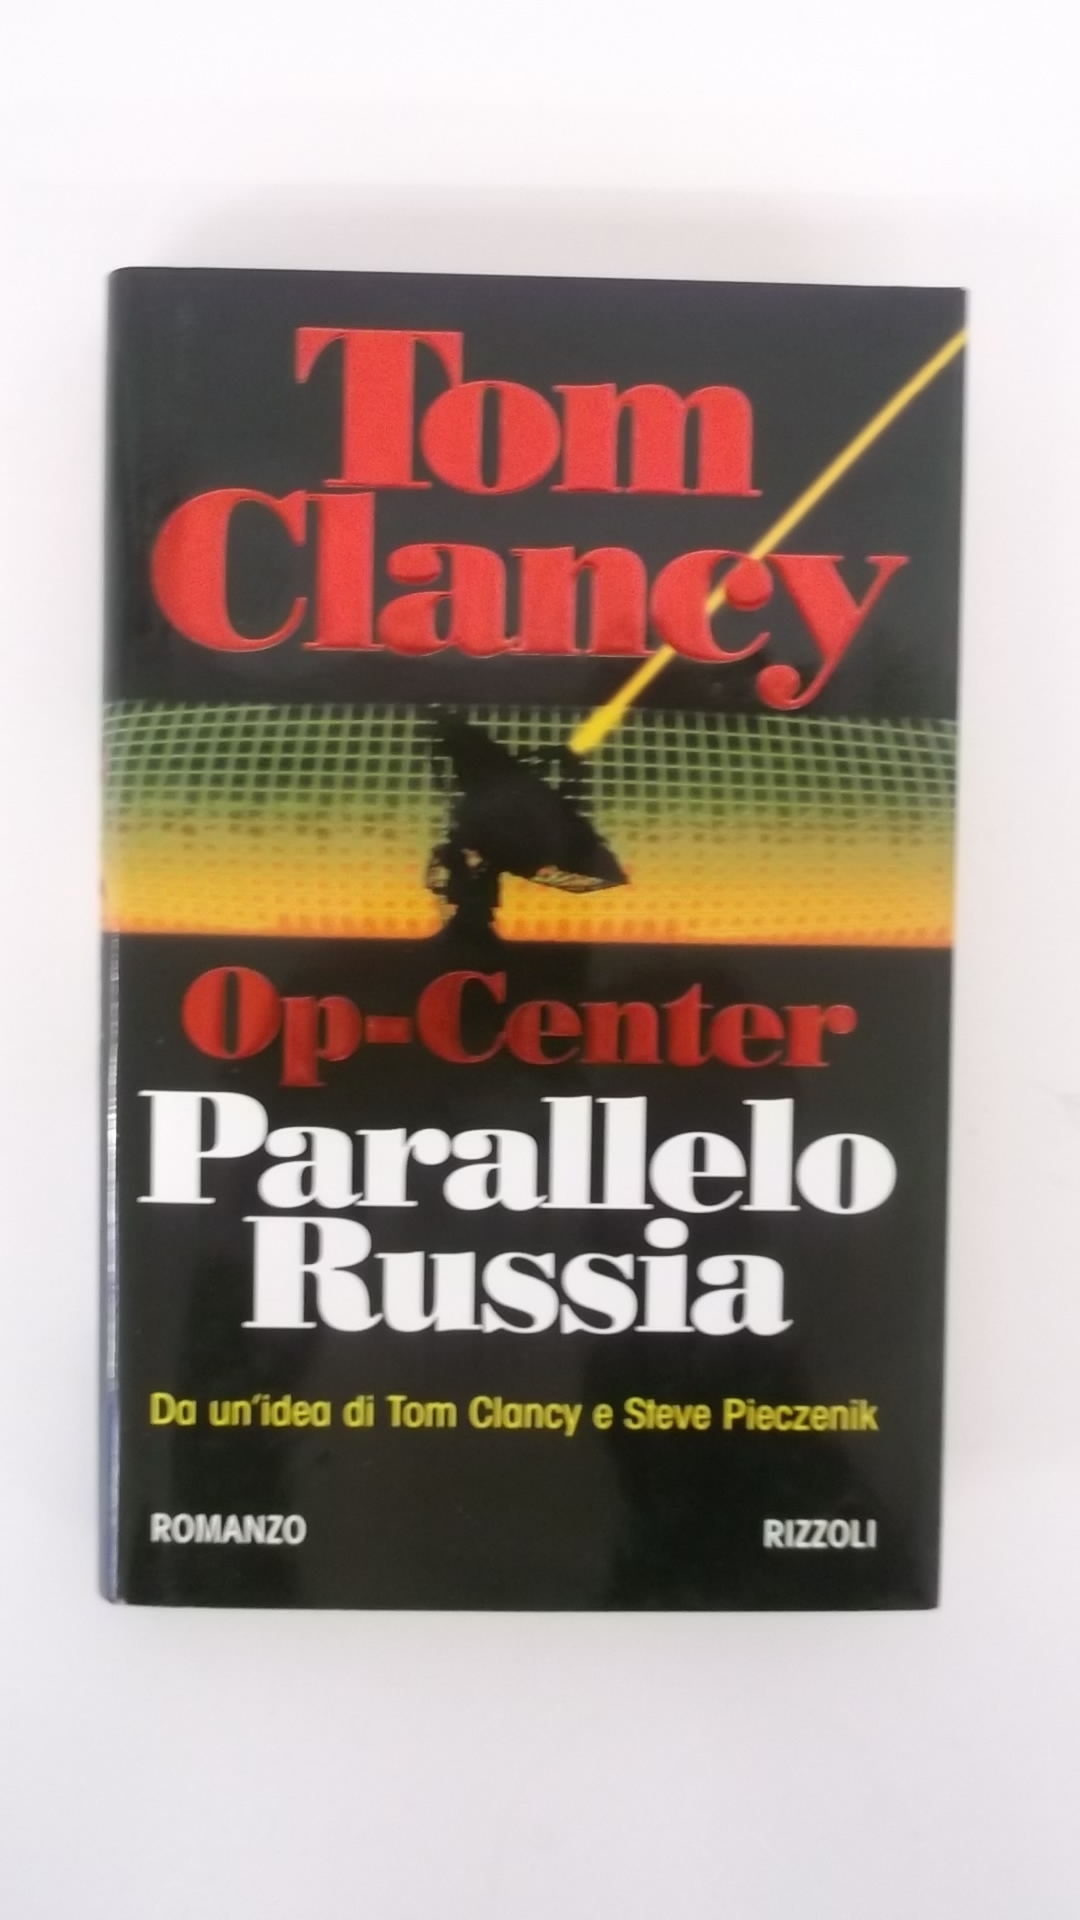 Tom
Clancy
Op-Center
Parallelo
Russia
Da un'idea di Tom Clancy e Steve Pieczenik
ROMANZO RIZZOLI